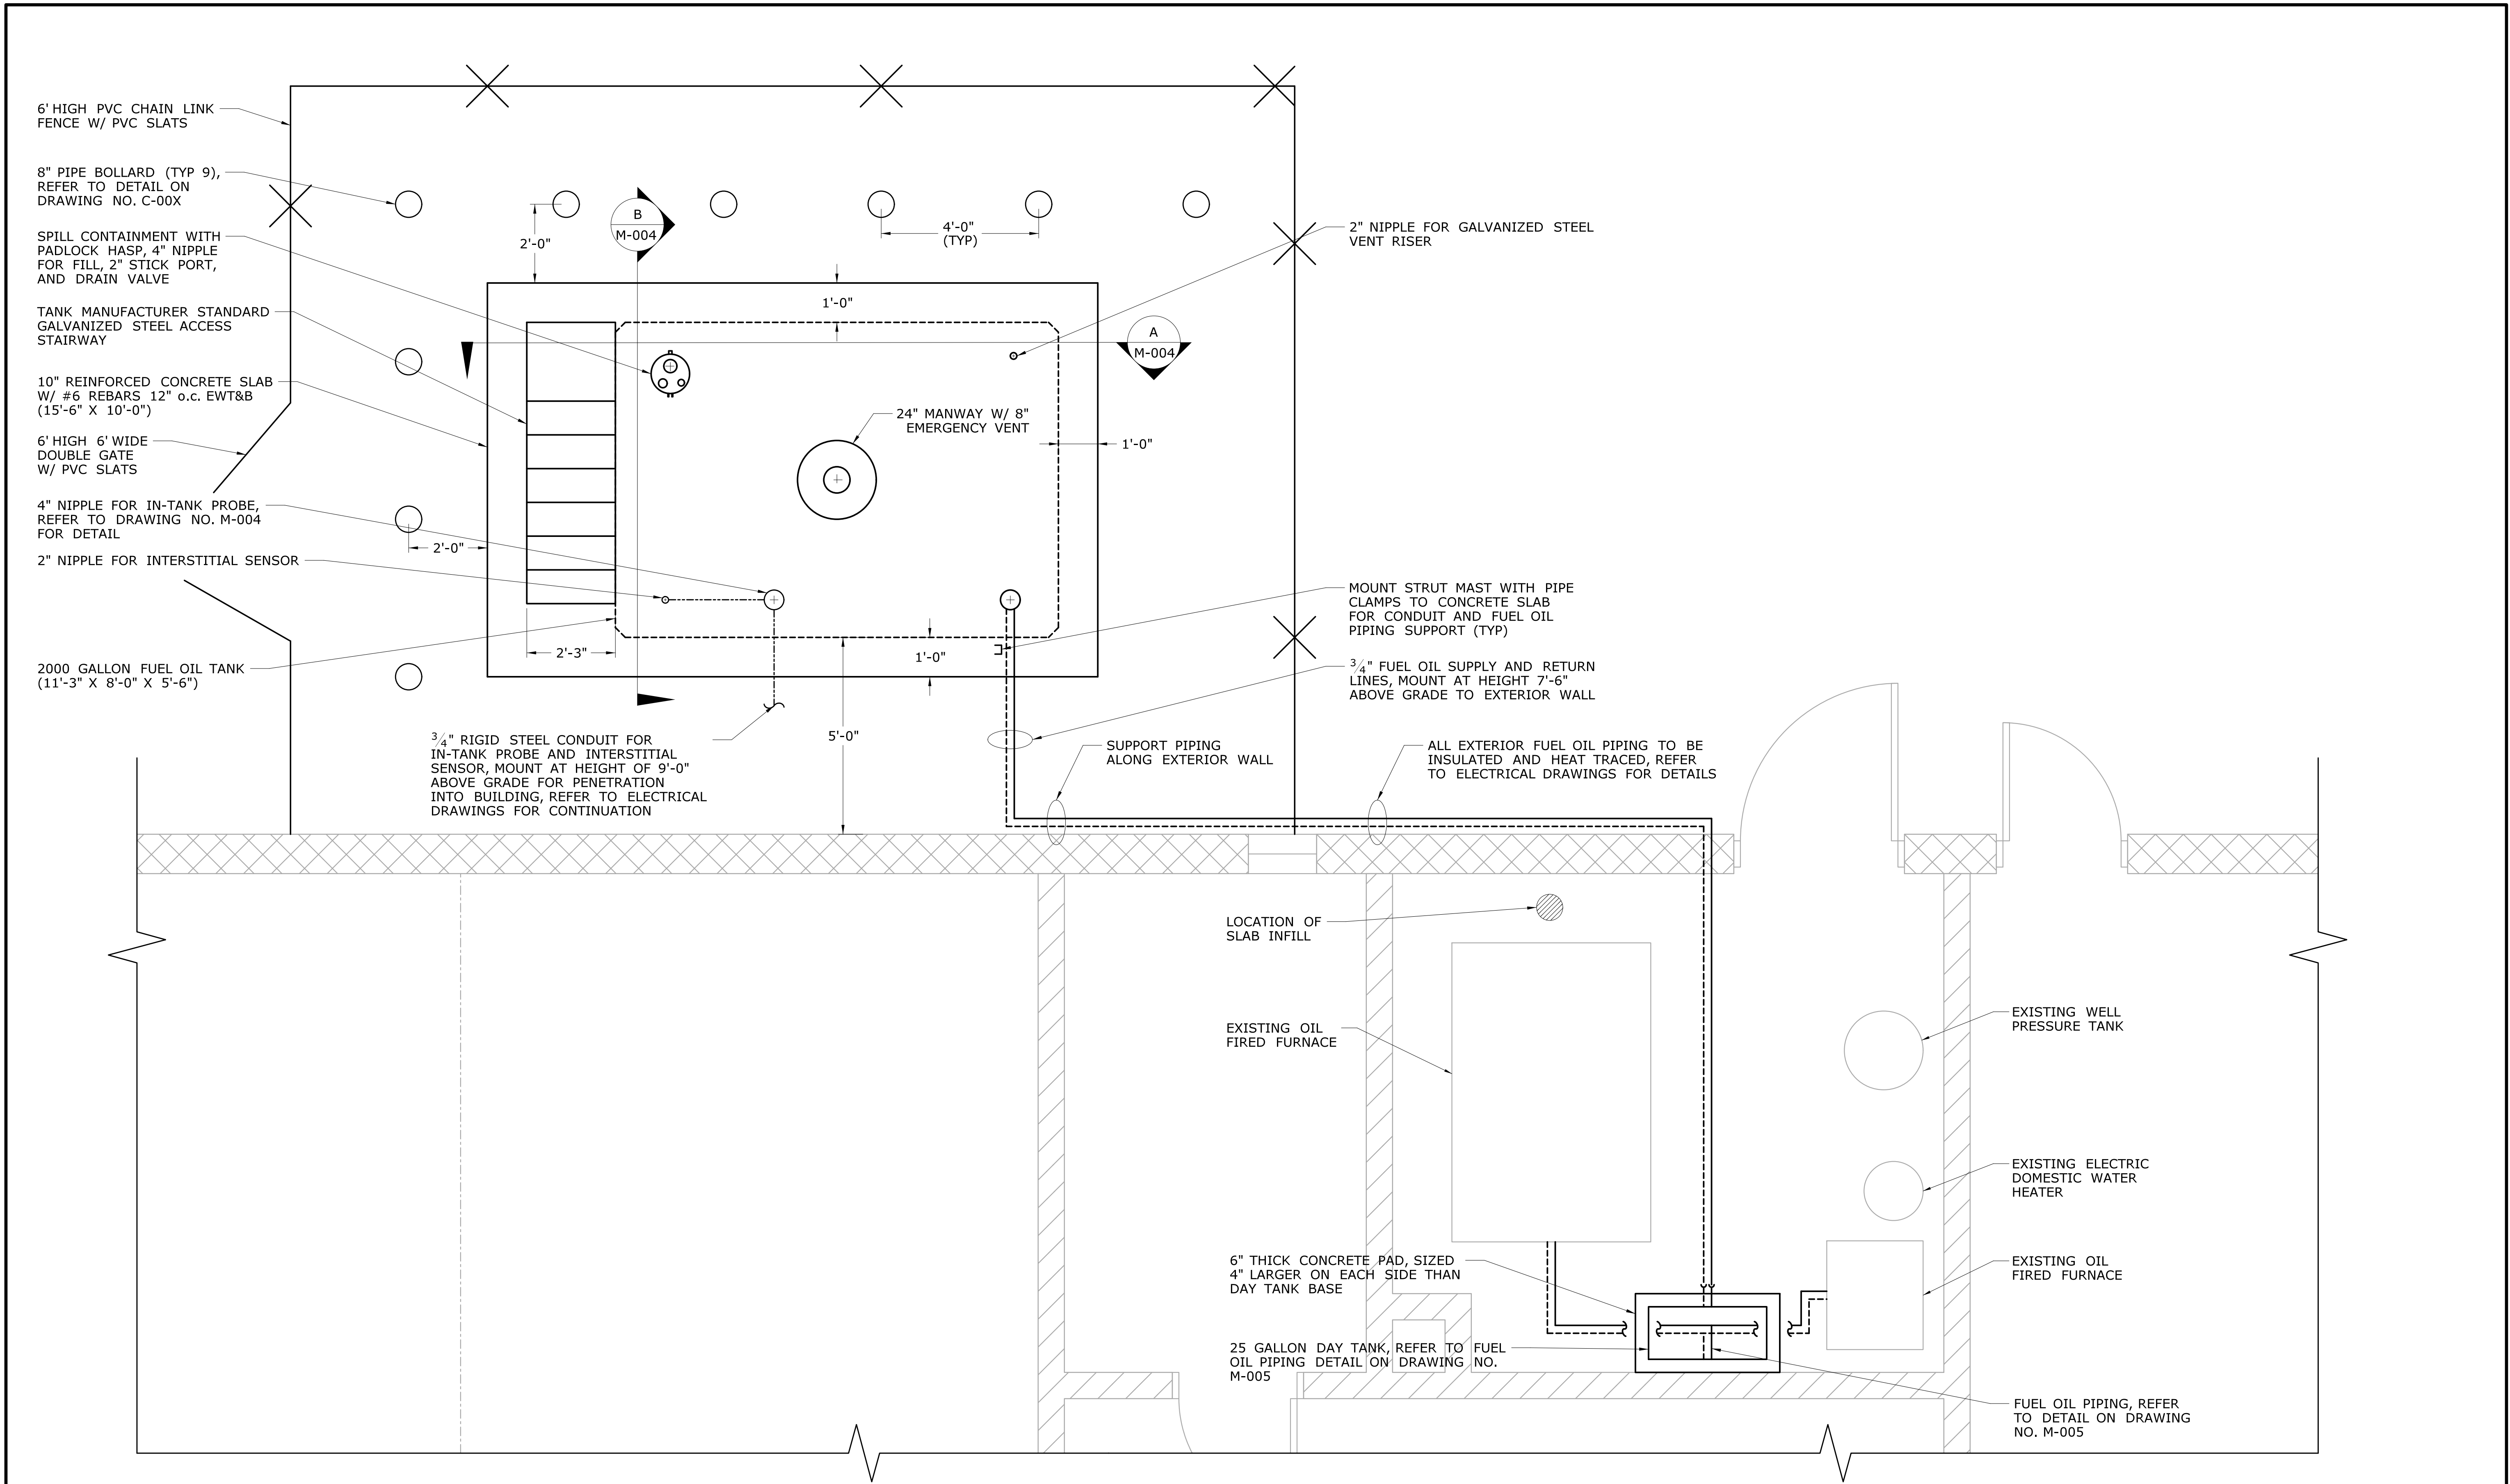 6' HIGH PVC CHAIN LINK
FENCE W/ PVC SLATS
8" PIPE BOLLARD (TYP 9),
REFER TO DETAIL ON
DRAWING NO. C-00X
SPILL CONTAINMENT WITH
PADLOCK HASP, 4" NIPPLE
FOR FILL, 2" STICK PORT,
AND DRAIN VALVE
TANK MANUFACTURER STANDARD
GALVANIZED STEEL ACCESS
STAIRWAY
10" REINFORCED CONCRETE SLAB
W/ #6 REBARS 12" o.c. EWT&B
(15'-6" X 10'-0")
6' HIGH 6' WIDE
DOUBLE GATE
W/ PVC SLATS
4" NIPPLE FOR IN-TANK PROBE,
REFER TO DRAWING NO. M-004
FOR DETAIL
2" NIPPLE FOR INTERSTITIAL SENSOR
2000 GALLON FUEL OIL TANK
(11'-3" X 8'-0" X 5'-6")
2'-0"
B
M-004
4'-0"
(TYP)
1'-0"
A
M-004
24" MANWAY W/ 8"
EMERGENCY VENT
1'-0"
2'-0"
2'-3"
1'-0"
5'-0"
3/4" RIGID STEEL CONDUIT FOR
IN-TANK PROBE AND INTERSTITIAL
SENSOR, MOUNT AT HEIGHT OF 9'-0"
ABOVE GRADE FOR PENETRATION
INTO BUILDING, REFER TO ELECTRICAL
DRAWINGS FOR CONTINUATION
2" NIPPLE FOR GALVANIZED STEEL
VENT RISER
MOUNT STRUT MAST WITH PIPE
CLAMPS TO CONCRETE SLAB
FOR CONDUIT AND FUEL OIL
PIPING SUPPORT (TYP)
3/4" FUEL OIL SUPPLY AND RETURN
LINES, MOUNT AT HEIGHT 7'-6"
ABOVE GRADE TO EXTERIOR WALL
SUPPORT PIPING
ALONG EXTERIOR WALL
ALL EXTERIOR FUEL OIL PIPING TO BE
INSULATED AND HEAT TRACED, REFER
TO ELECTRICAL DRAWINGS FOR DETAILS
LOCATION OF
SLAB INFILL
EXISTING OIL
FIRED FURNACE
6" THICK CONCRETE PAD, SIZED
4" LARGER ON EACH SIDE THAN
DAY TANK BASE
25 GALLON DAY TANK, REFER TO FUEL
OIL PIPING DETAIL ON DRAWING NO.
M-005
EXISTING WELL
PRESSURE TANK
EXISTING ELECTRIC
DOMESTIC WATER
HEATER
EXISTING OIL
FIRED FURNACE
FUEL OIL PIPING, REFER
TO DETAIL ON DRAWING
NO. M-005